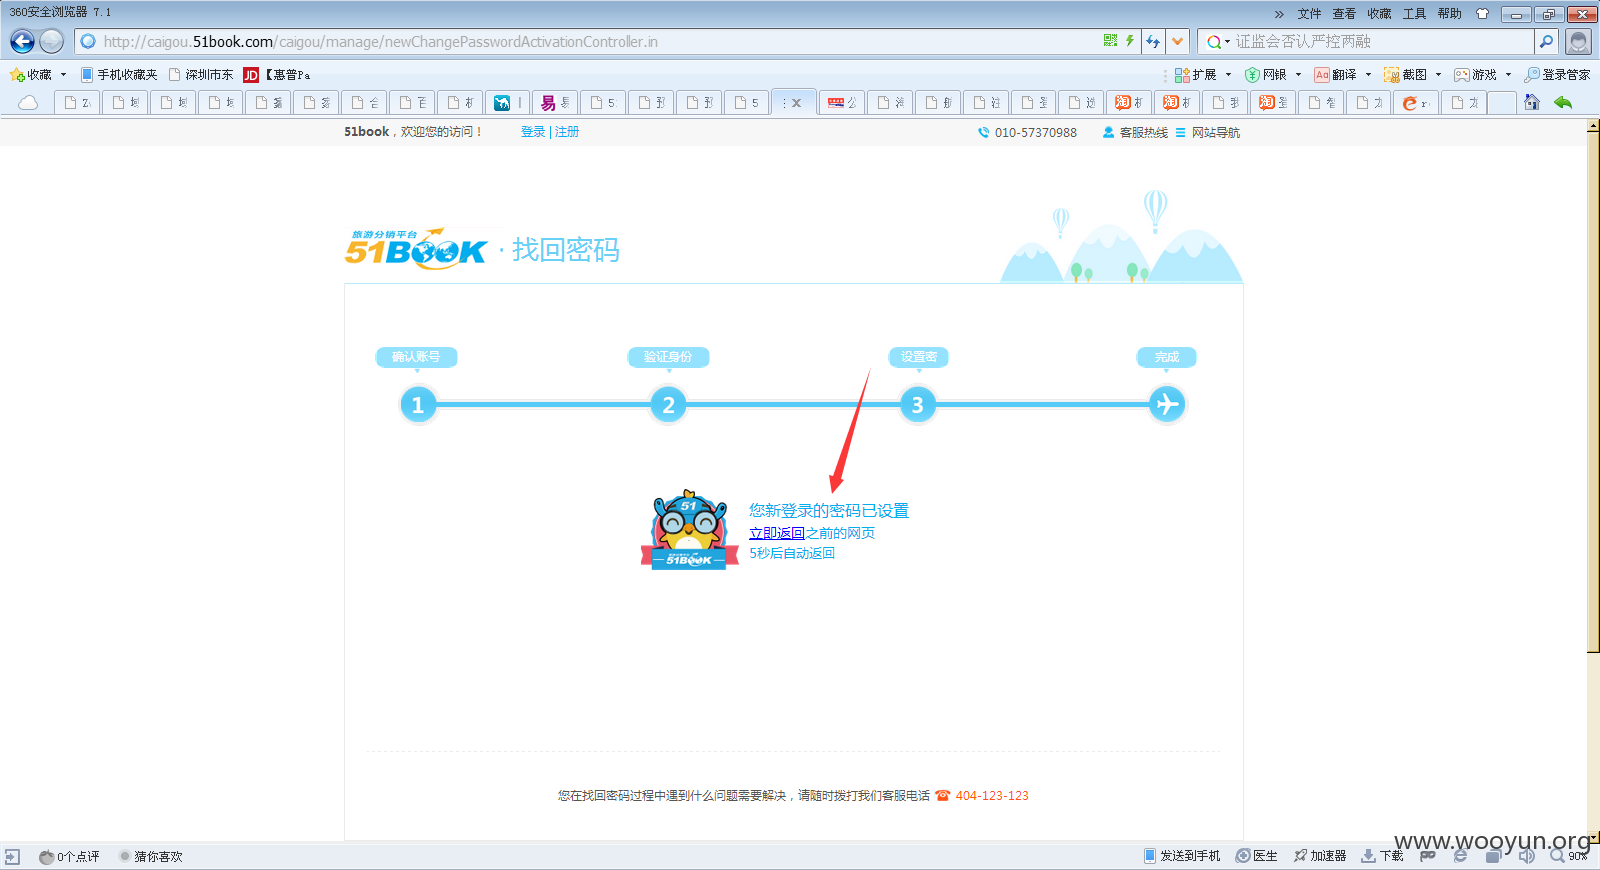 360安全浏览器 7.1
» 文件 查看 收藏 工具 帮助
http://caigou.51book.com/caigou/manage/newChangePasswordActivationController.in
证监会否认严控两融
收藏 手机收藏夹 深圳市东 JD 【惠普Pa
扩展 网银 翻译 截图 游戏 登录管家
51book，欢迎您的访问！ 登录 | 注册
010-57370988 客服热线 网站导航
旅游分销平台
51BOOK · 找回密码
确认账号 验证身份 设置密 完成
1 2 3
51
51BOOK
您新登录的密码已设置
立即返回之前的网页
5秒后自动返回
您在找回密码过程中遇到什么问题需要解决，请随时拨打我们客服电话 404-123-123
www.wooyun.org
0个点评 猜你喜欢
发送到手机 医生 加速器 下载 90%